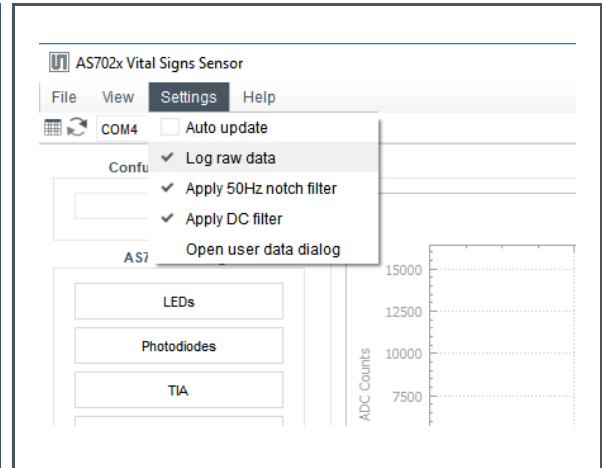 AS702x Vital Signs Sensor
File View Settings Help
COM4
Auto update
Log raw data
Apply 50Hz notch filter
Apply DC filter
Open user data dialog
LEDs
Photodiodes
TIA
15000
12500
10000
7500
ADC Counts